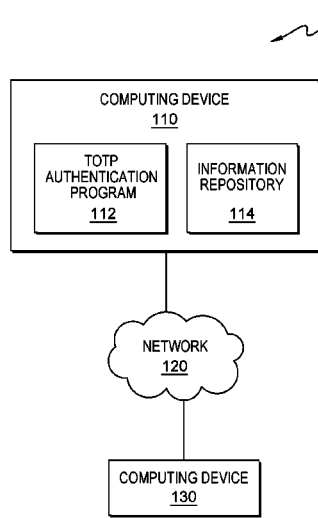 COMPUTING DEVICE
110
TOTP
AUTHENTICATION
PROGRAM
112
INFORMATION
REPOSITORY
114
NETWORK
120
COMPUTING DEVICE
130